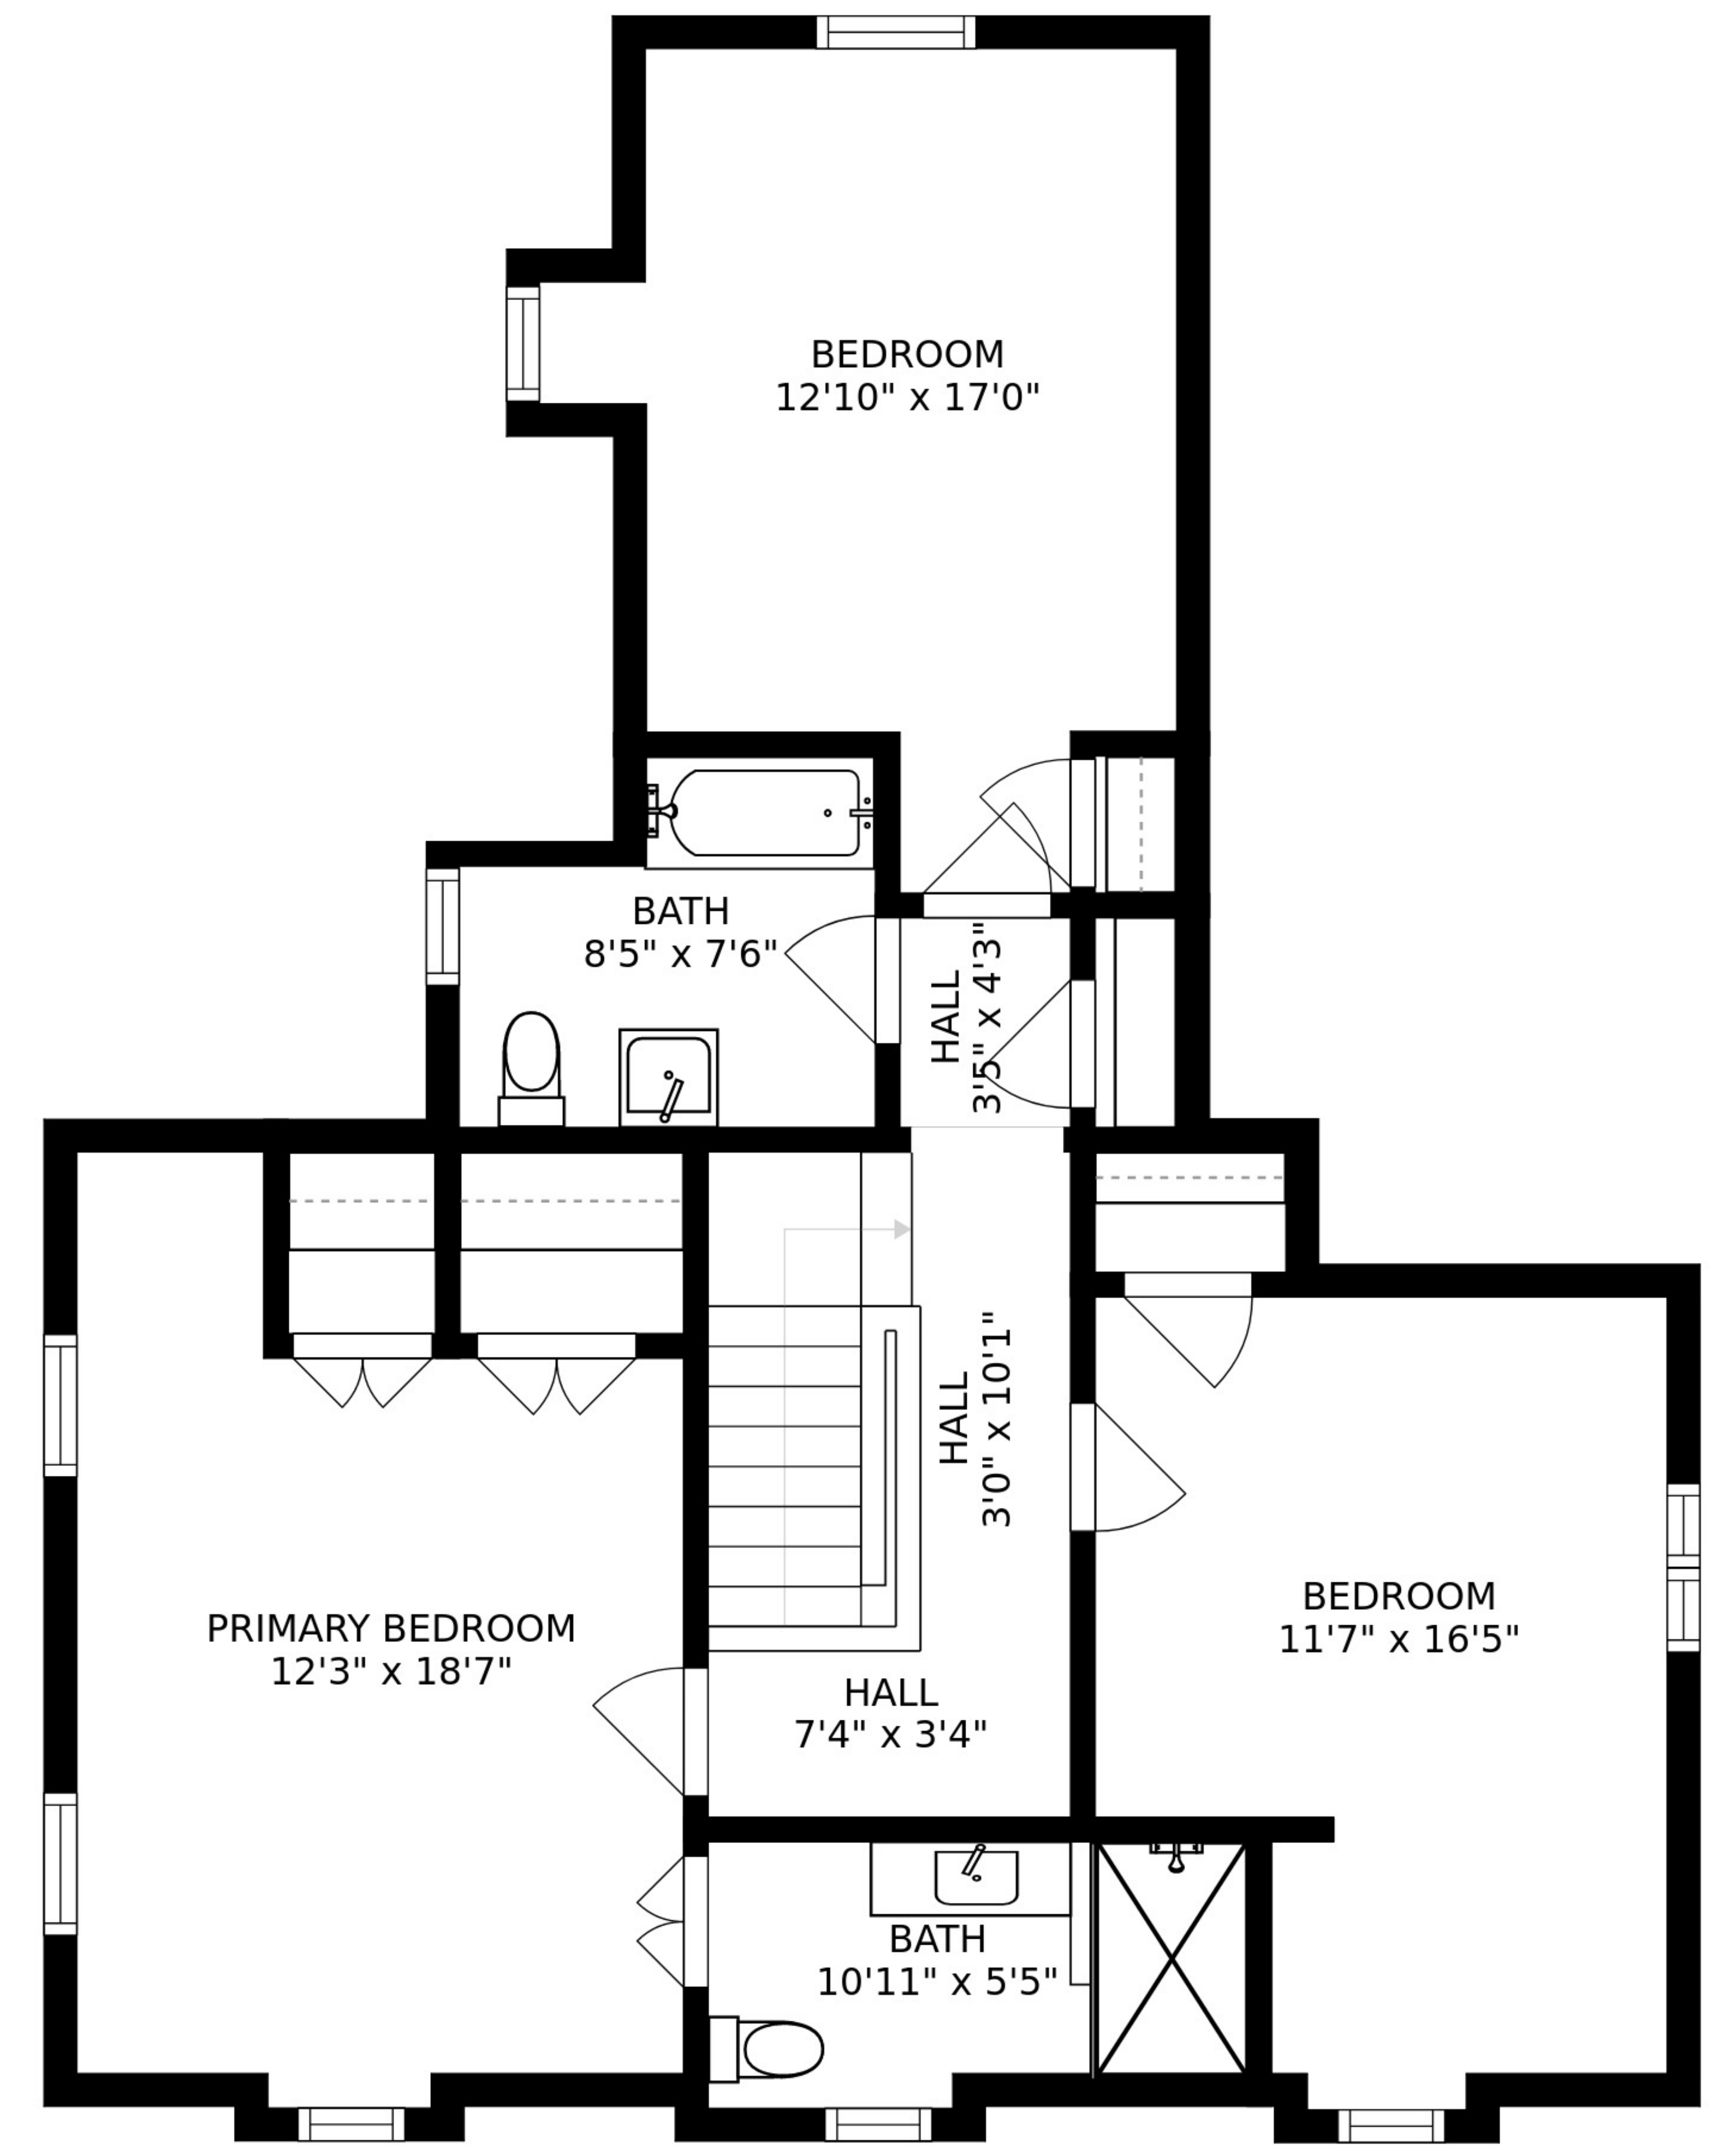 BEDROOM
12'10" x 17'0"
BATH
8'5" x 7'6"
HALL
3'5" x 4'3"
HALL
3'0" x 10'1"
PRIMARY BEDROOM
12'3" x 18'7"
BEDROOM
11'7" x 16'5"
HALL
7'4" x 3'4"
BATH
10'11" x 5'5"